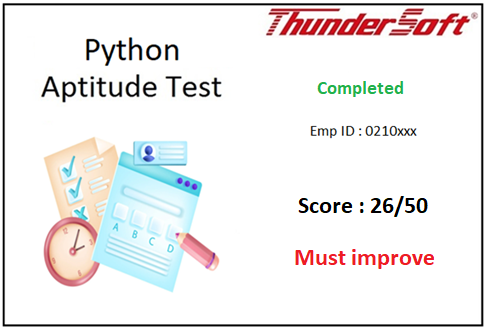 ThunderSoft®
Python
Aptitude Test
Completed
Emp ID : 0210xxx
Score : 26/50
Must improve
A B C D